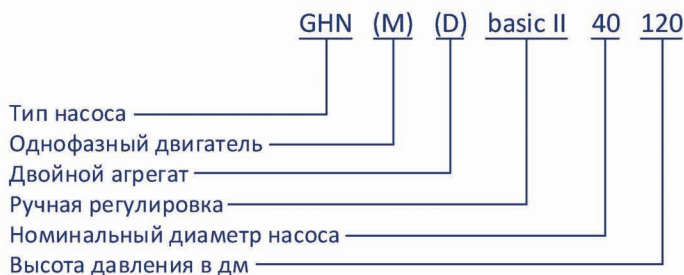 GHN (M) (D) basic II 40 120
Тип насоса
Однофазный двигатель
Двойной агрегат
Ручная регулировка
Номинальный диаметр насоса
Высота давления в дм